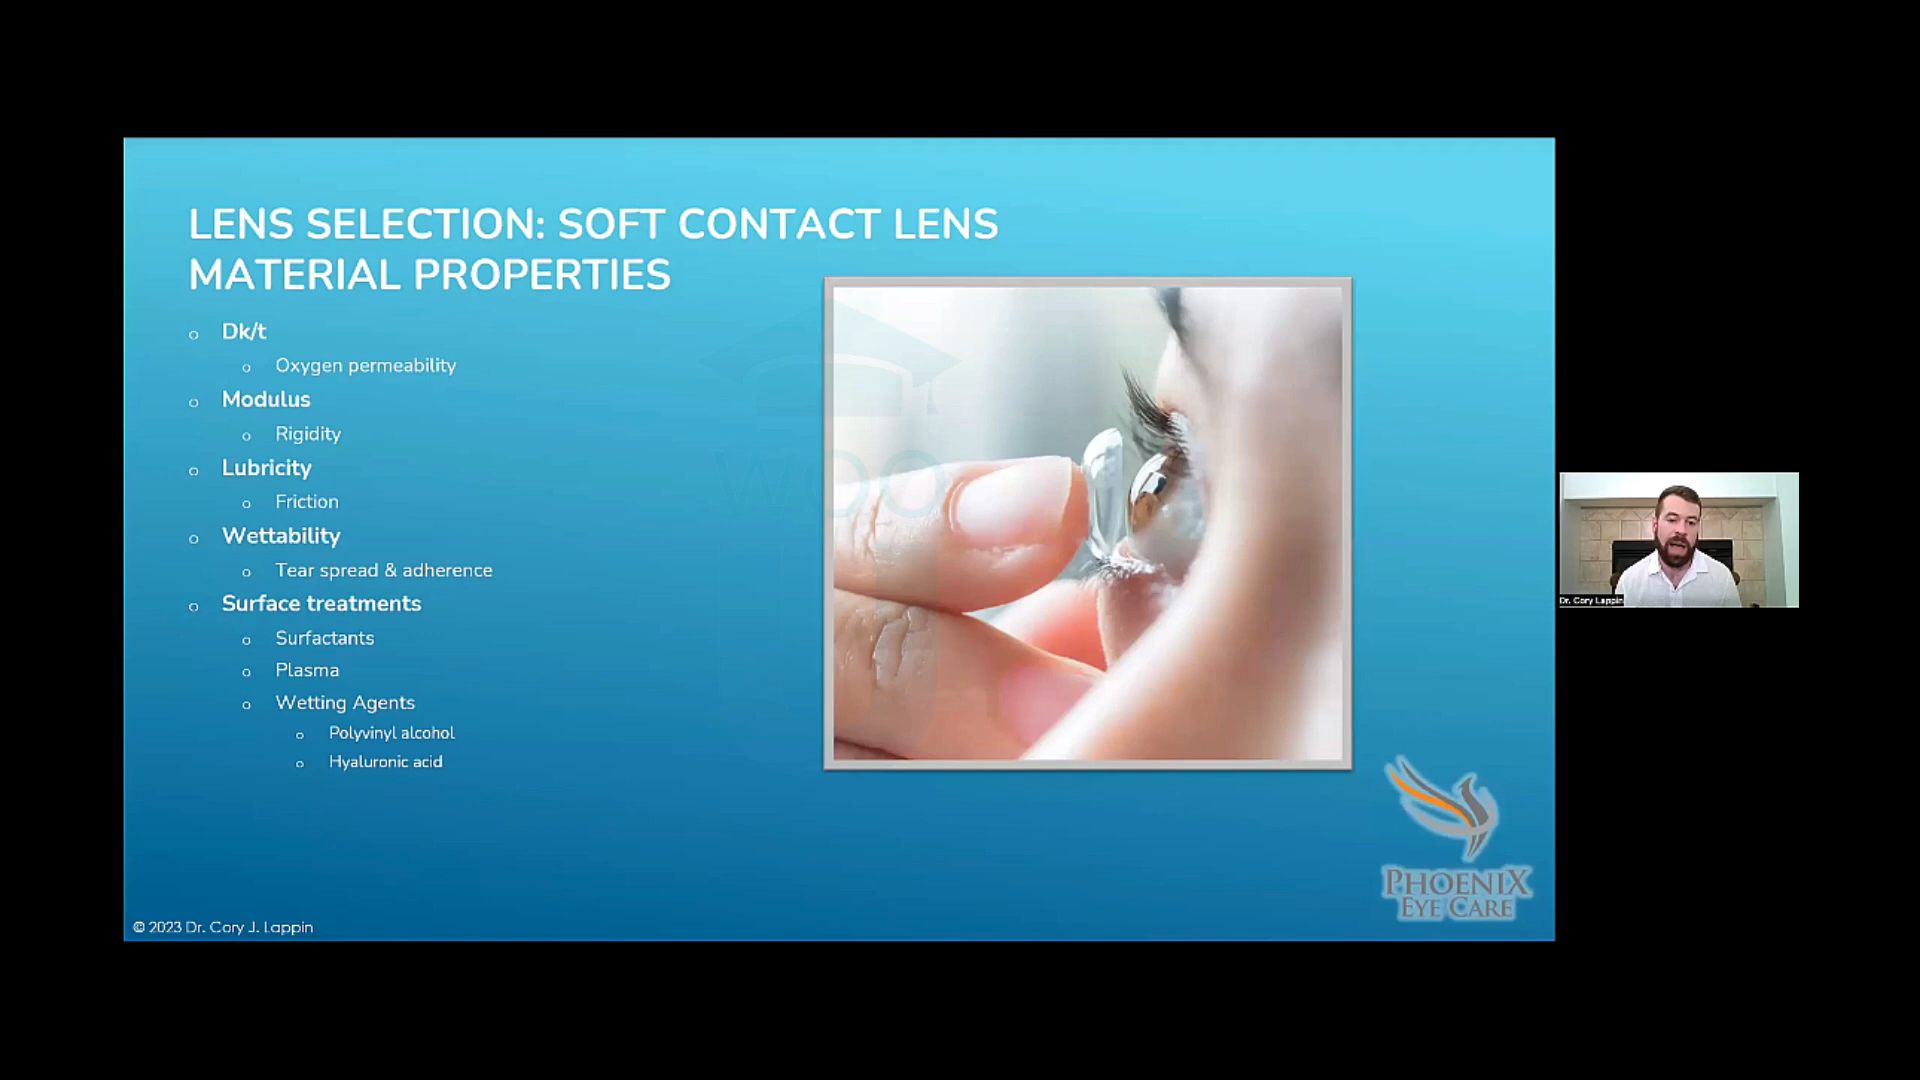 LENS SELECTION: SOFT CONTACT LENS
MATERIAL PROPERTIES
Dk/t
Oxygen permeability
Modulus
Rigidity
Lubricity
Friction
Wettability
Tear spread & adherence
Surface treatments
Surfactants
Plasma
Wetting Agents
Polyvinyl alcohol
Hyaluronic acid
WOO
PHOENIX
EYE CARE
© 2023 Dr. Cory J. Lappin
Dr. Cory Lappin